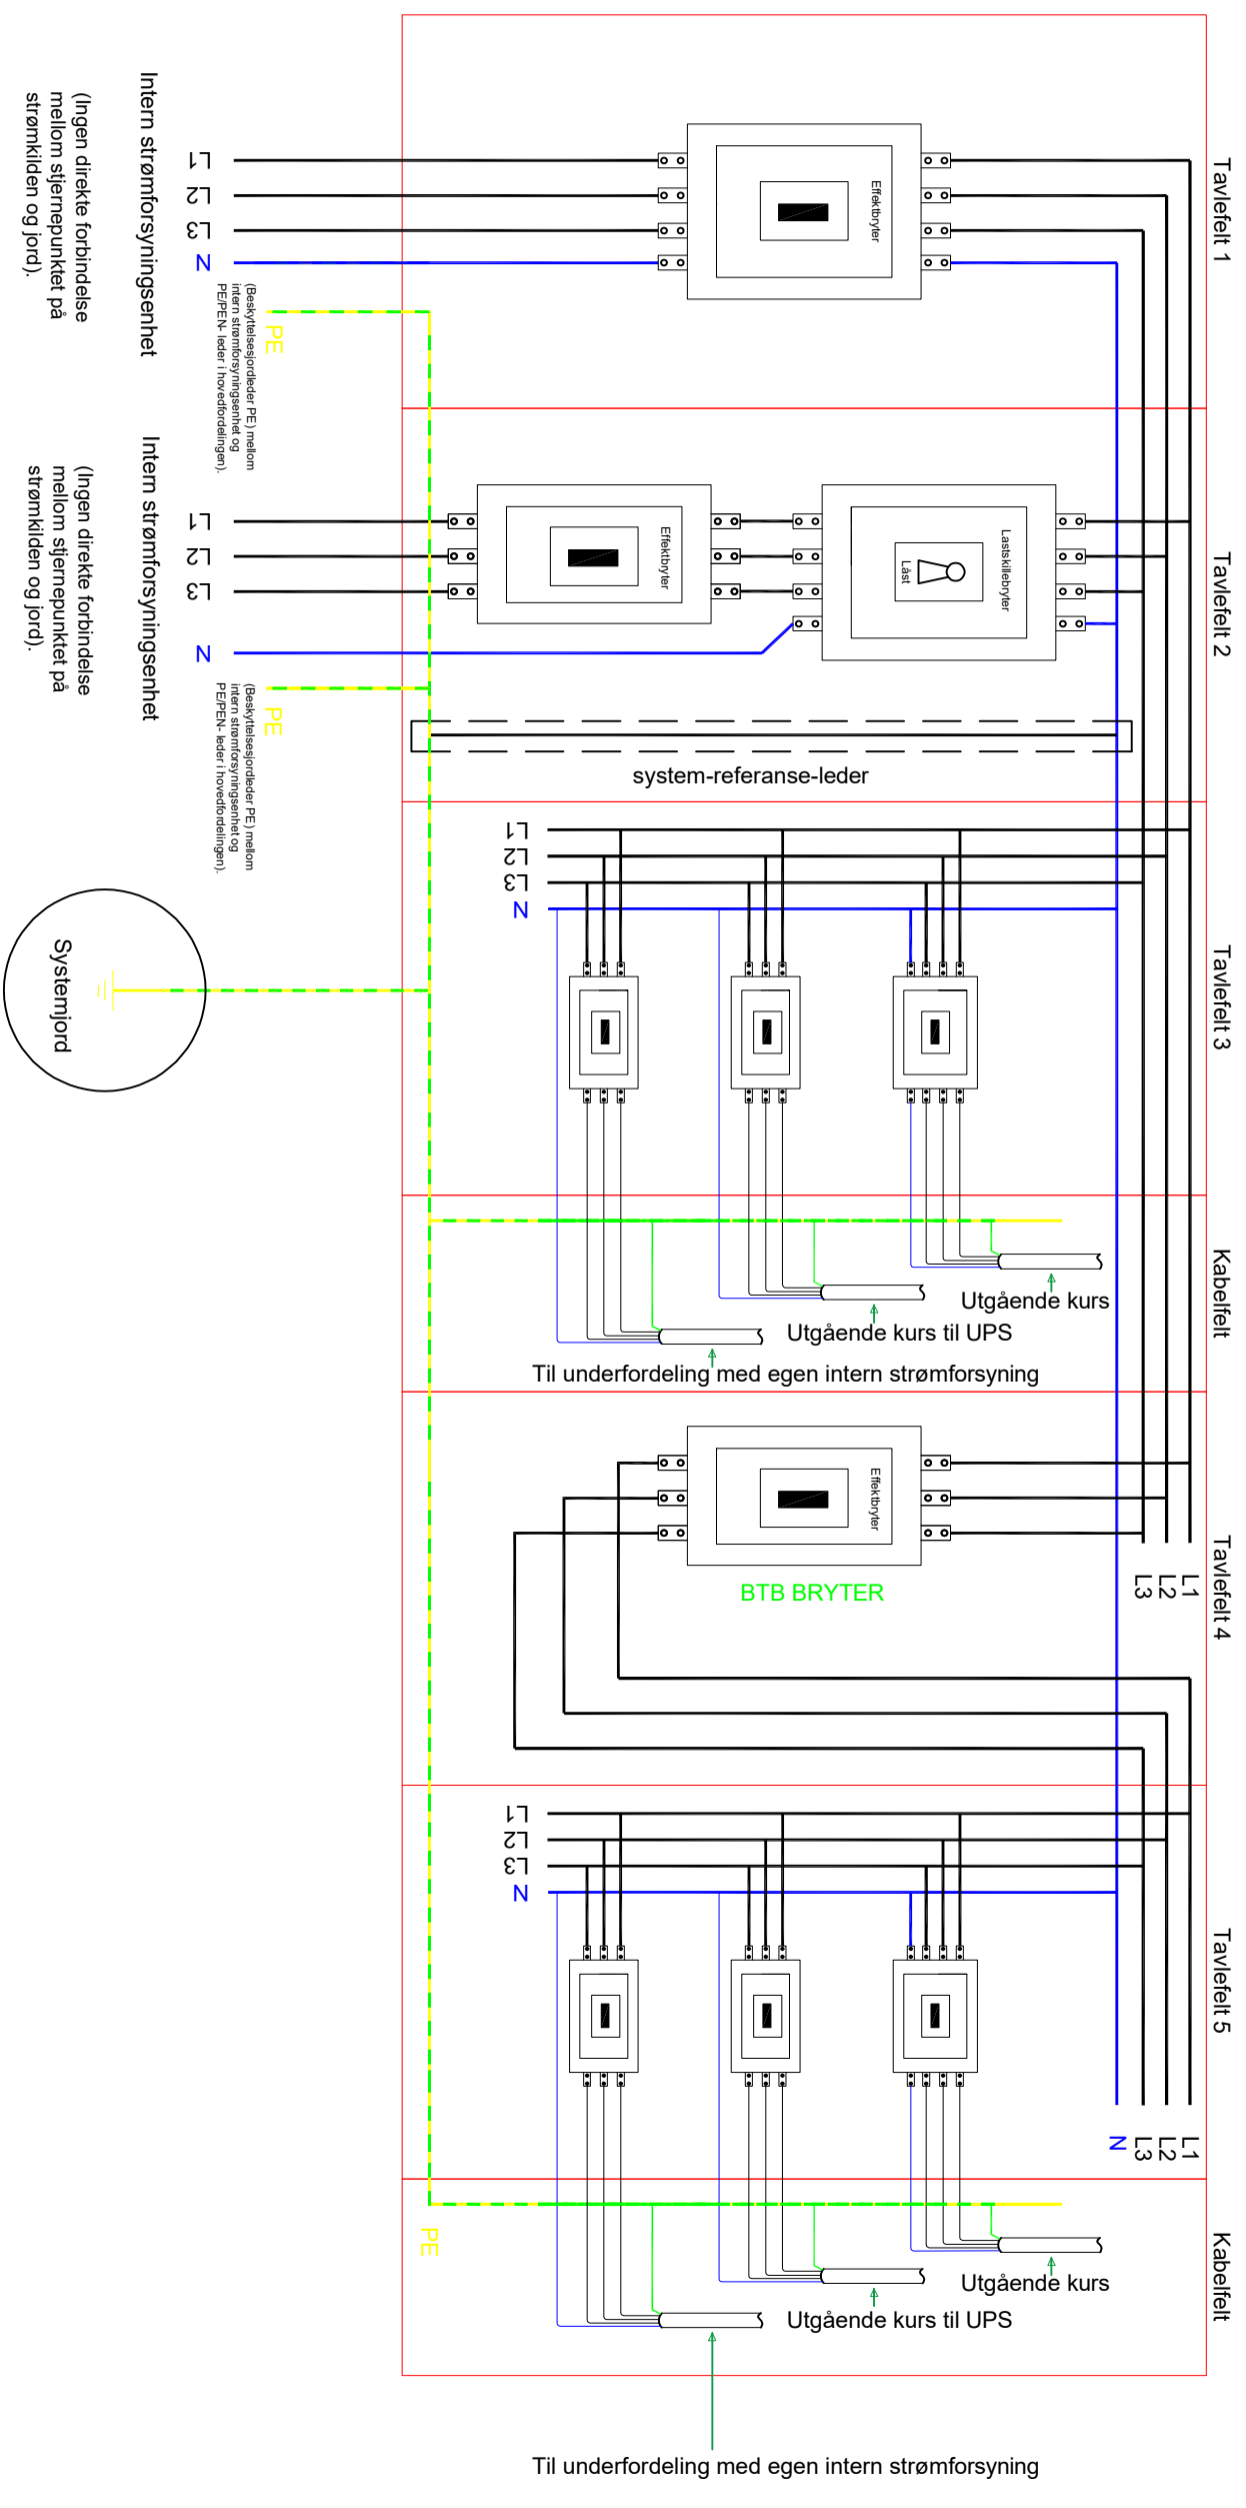 Tavlefelt 1
Effektbryter
L1
L2
L3
N
Intern strømforsyningsenhet
(Ingen direkte forbindelse
mellom stjernepunktet på
strømkilden og jord).
PE
(Beskyttelsesjordleder PE) mellom
intern strømforsyningsenhet og
PE/PEN- leder i hovedfordelingen).
Tavlefelt 2
Lastskillebryter
Låst
Effektbryter
L1
L2
L3
N
Intern strømforsyningsenhet
(Ingen direkte forbindelse
mellom stjernepunktet på
strømkilden og jord).
PE
(Beskyttelsesjordleder PE) mellom
intern strømforsyningsenhet og
PE/PEN- leder i hovedfordelingen).
system-referanse-leder
Tavlefelt 3
L1
L2
L3
N
Systemjord
Kabelfelt
Utgående kurs
Utgående kurs til UPS
Til underfordeling med egen intern strømforsyning
Tavlefelt 4
Effektbryter
BTB BRYTER
L1
L2
L3
Tavlefelt 5
L1
L2
L3
N
L1
L2
L3
N
Kabelfelt
PE
Utgående kurs
Utgående kurs til UPS
Til underfordeling med egen intern strømforsyning